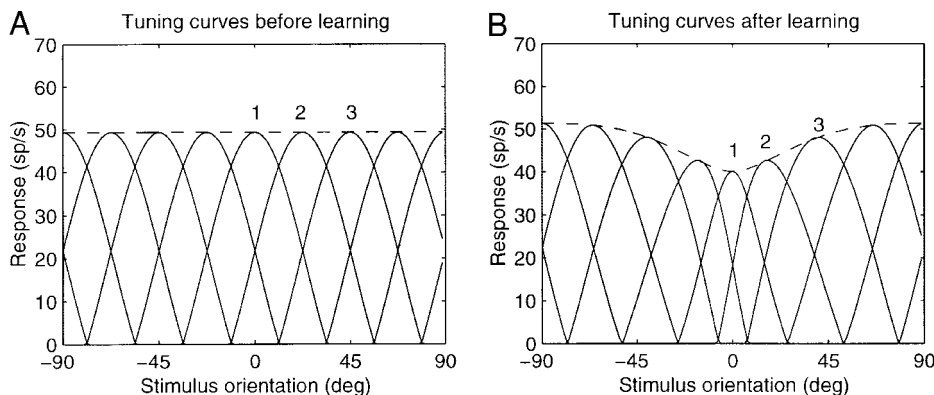 A
Tuning curves before learning
70
60
50
40
30
20
10
0
Response (sp/s)
1 2 3
−90 −45 0 45 90
Stimulus orientation (deg)
B
Tuning curves after learning
70
60
50
40
30
20
10
0
Response (sp/s)
1 2 3
−90 −45 0 45 90
Stimulus orientation (deg)